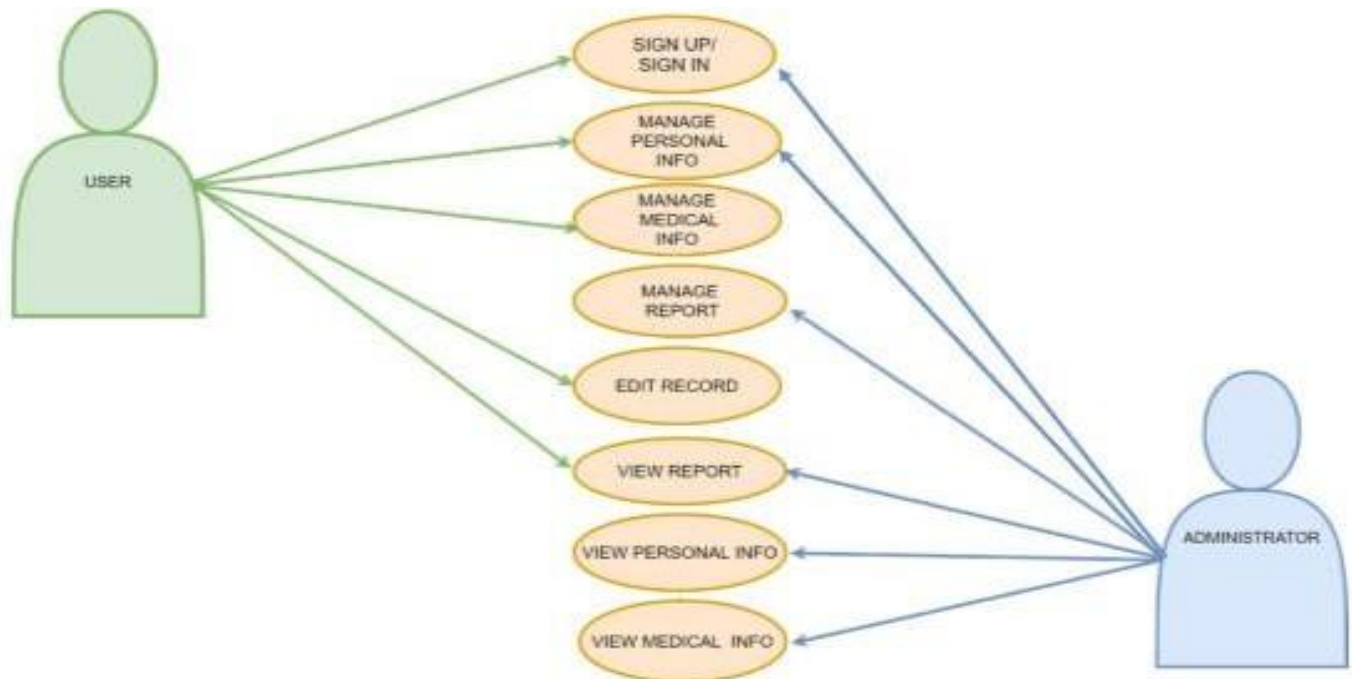 SIGN UP/
SIGN IN
MANAGE
PERSONAL
INFO
USER
MANAGE
MEDICAL
INFO
MANAGE
REPORT
EDIT RECORD
VIEW REPORT
VIEW PERSONAL INFO
ADMINISTRATOR
VIEW MEDICAL INFO